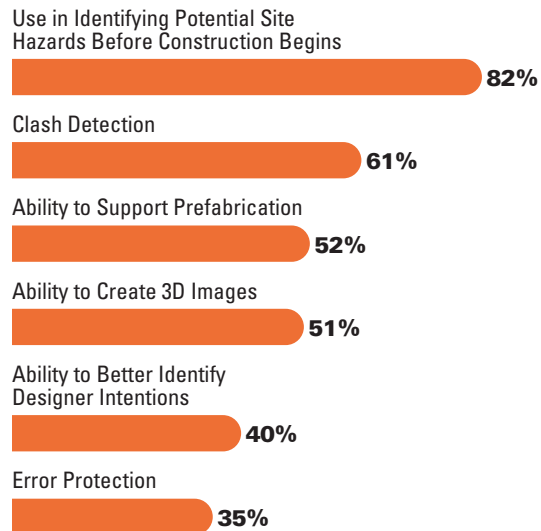 Use in Identifying Potential Site
Hazards Before Construction Begins
82%
Clash Detection
61%
Ability to Support Prefabrication
52%
Ability to Create 3D Images
51%
Ability to Better Identify
Designer Intentions
40%
Error Protection
35%